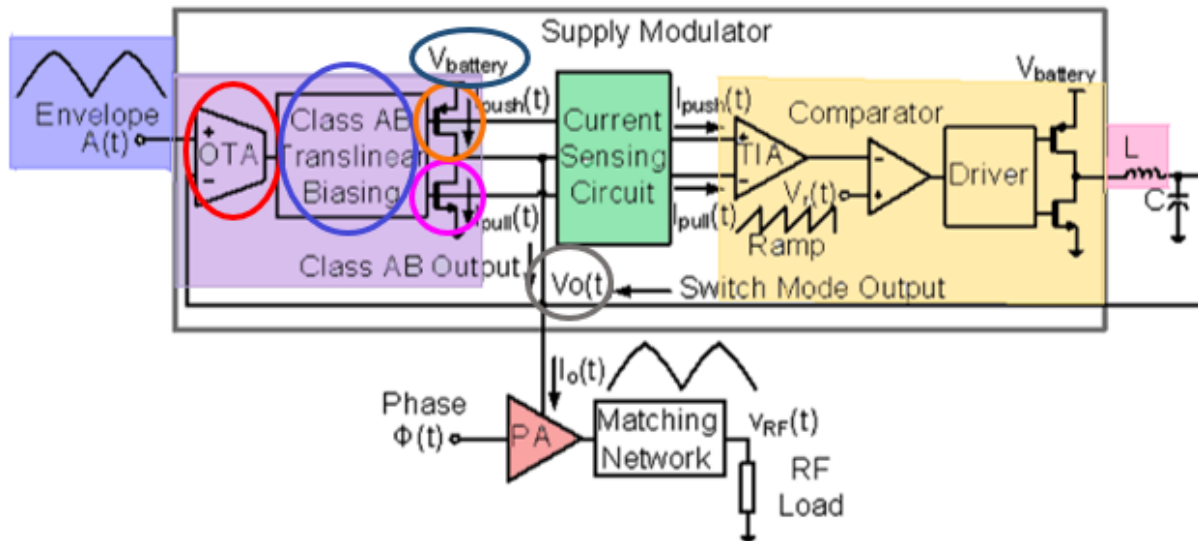 Supply Modulator
Vbattery
Vbattery
Envelope
A(t)
+
OTA
−
Class AB
Translinear
Biasing
Ipush(t)
Ipull(t)
Current
Sensing
Circuit
Ipush(t)
Ipull(t)
+
TIA
−
Comparator
−
+
Vr(t)
Ramp
Driver
L
C
Class AB Output
Vo(t
Switch Mode Output
Io(t)
Phase
Φ(t)
PA
Matching
Network
vRF(t)
RF
Load